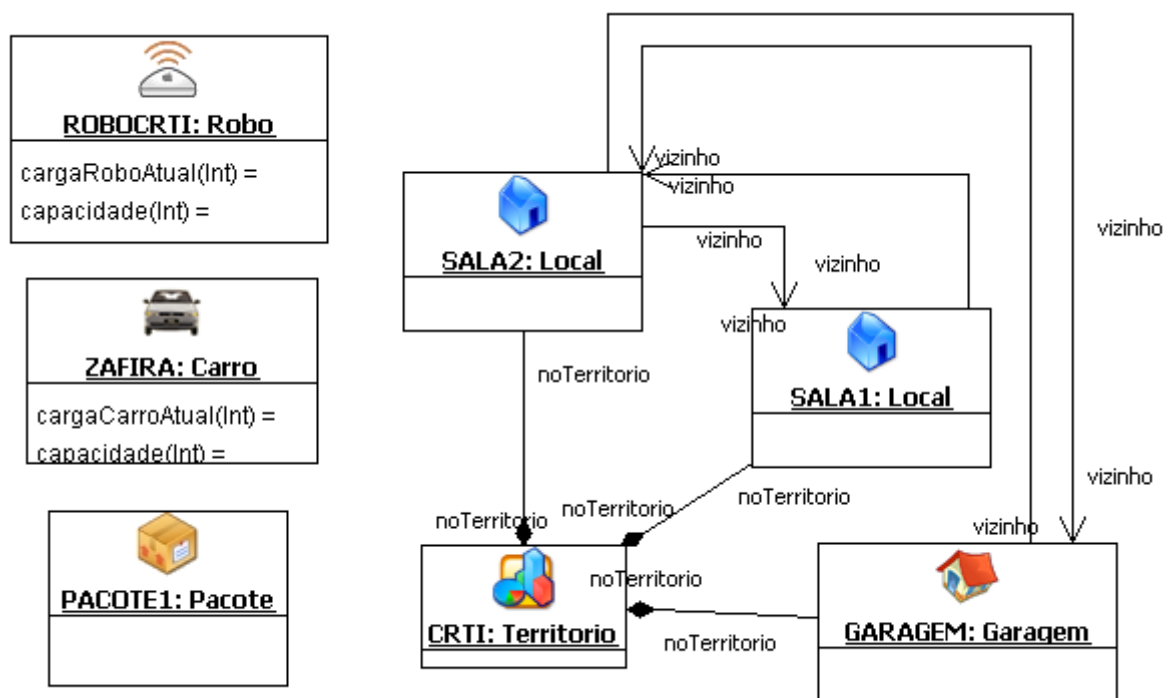 ROBOCRTI: Robo
cargaRoboAtual(Int) =
capacidade(Int) =
ZAFIRA: Carro
cargaCarroAtual(Int) =
capacidade(Int) =
PACOTE1: Pacote
vizinho
vizinho
SALA2: Local
vizinho
vizinho
vizinho
vizinho
SALA1: Local
noTerritorio
vizinho
noTerritorio
noTerritorio
noTerritorio
vizinho
noTerritorio
CRTI: Territorio
noTerritorio
GARAGEM: Garagem